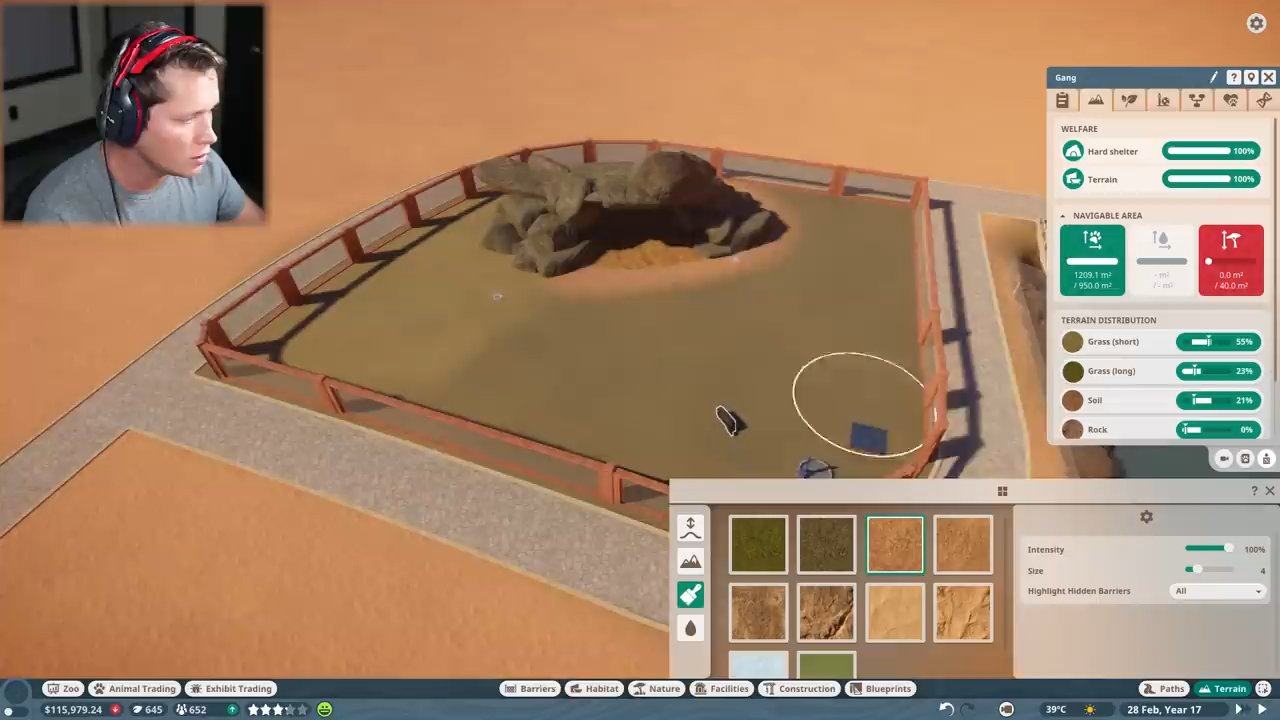 Gang
?
WELFARE
Hard shelter 100%
Terrain 100%
NAVIGABLE AREA
1209.1 m² / 950.0 m²
- m² / - m²
0.0 m² / 40.0 m²
TERRAIN DISTRIBUTION
Grass (short) 55%
Grass (long) 23%
Soil 21%
Rock 0%
?
Intensity 100%
Size 4
Highlight Hidden Barriers All
Zoo Animal Trading Exhibit Trading Barriers Habitat Nature Facilities Construction Blueprints Paths Terrain
$115,979.24 645 652 39°C 28 Feb, Year 17